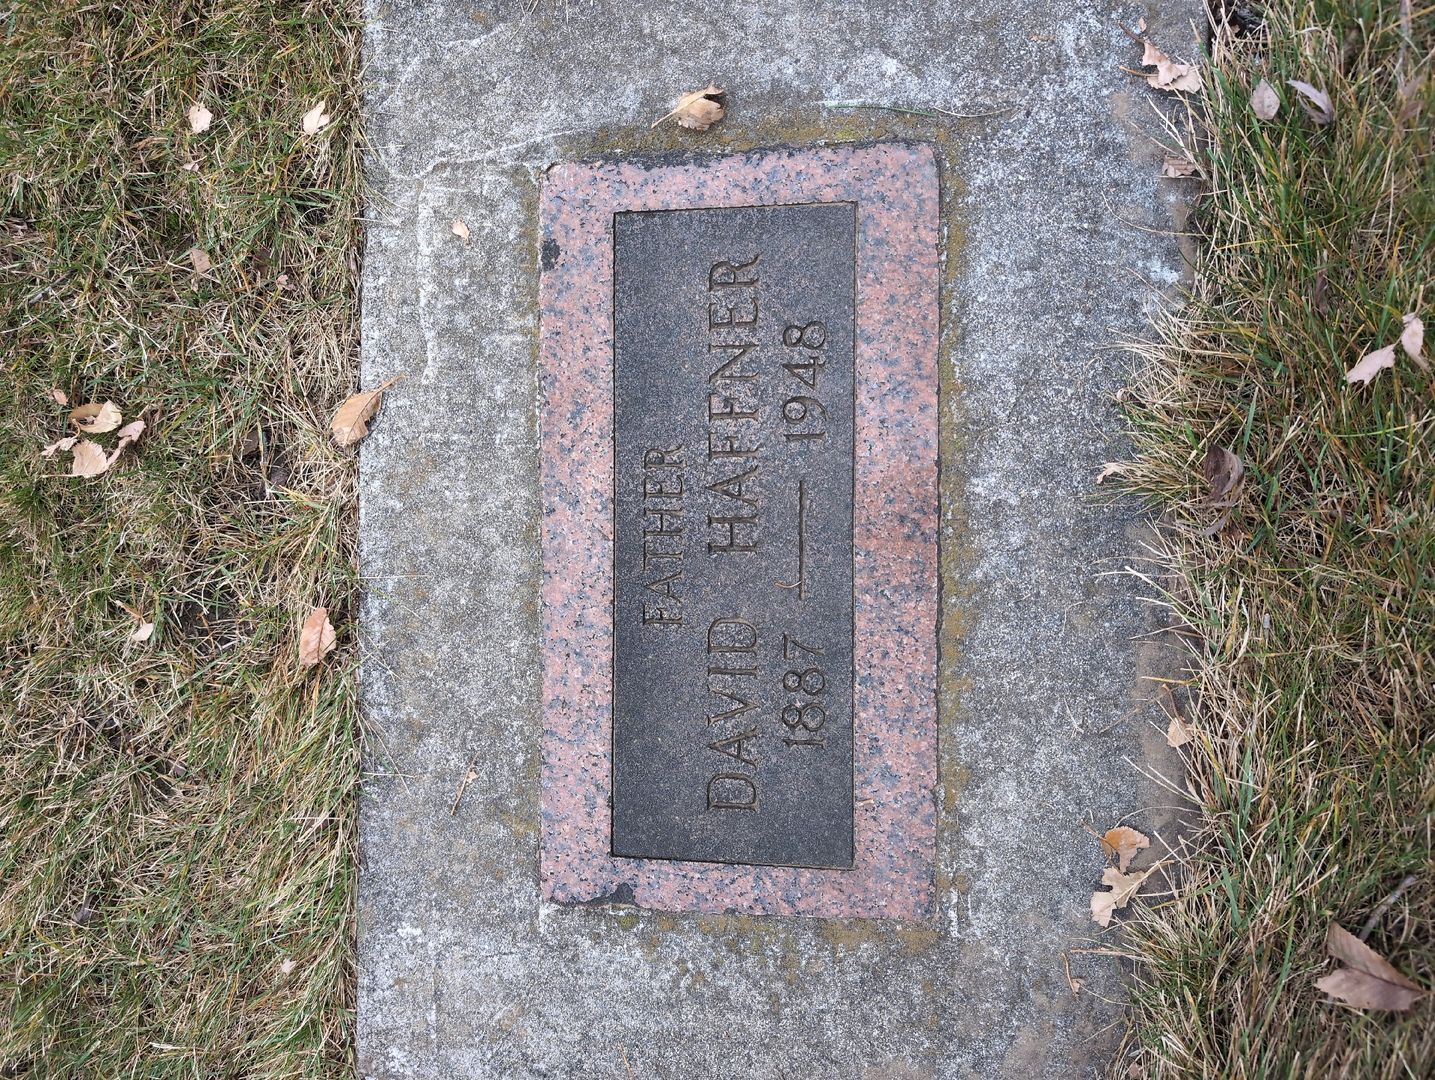 FATHER
DAVID HAFFNER
1887 — 1948